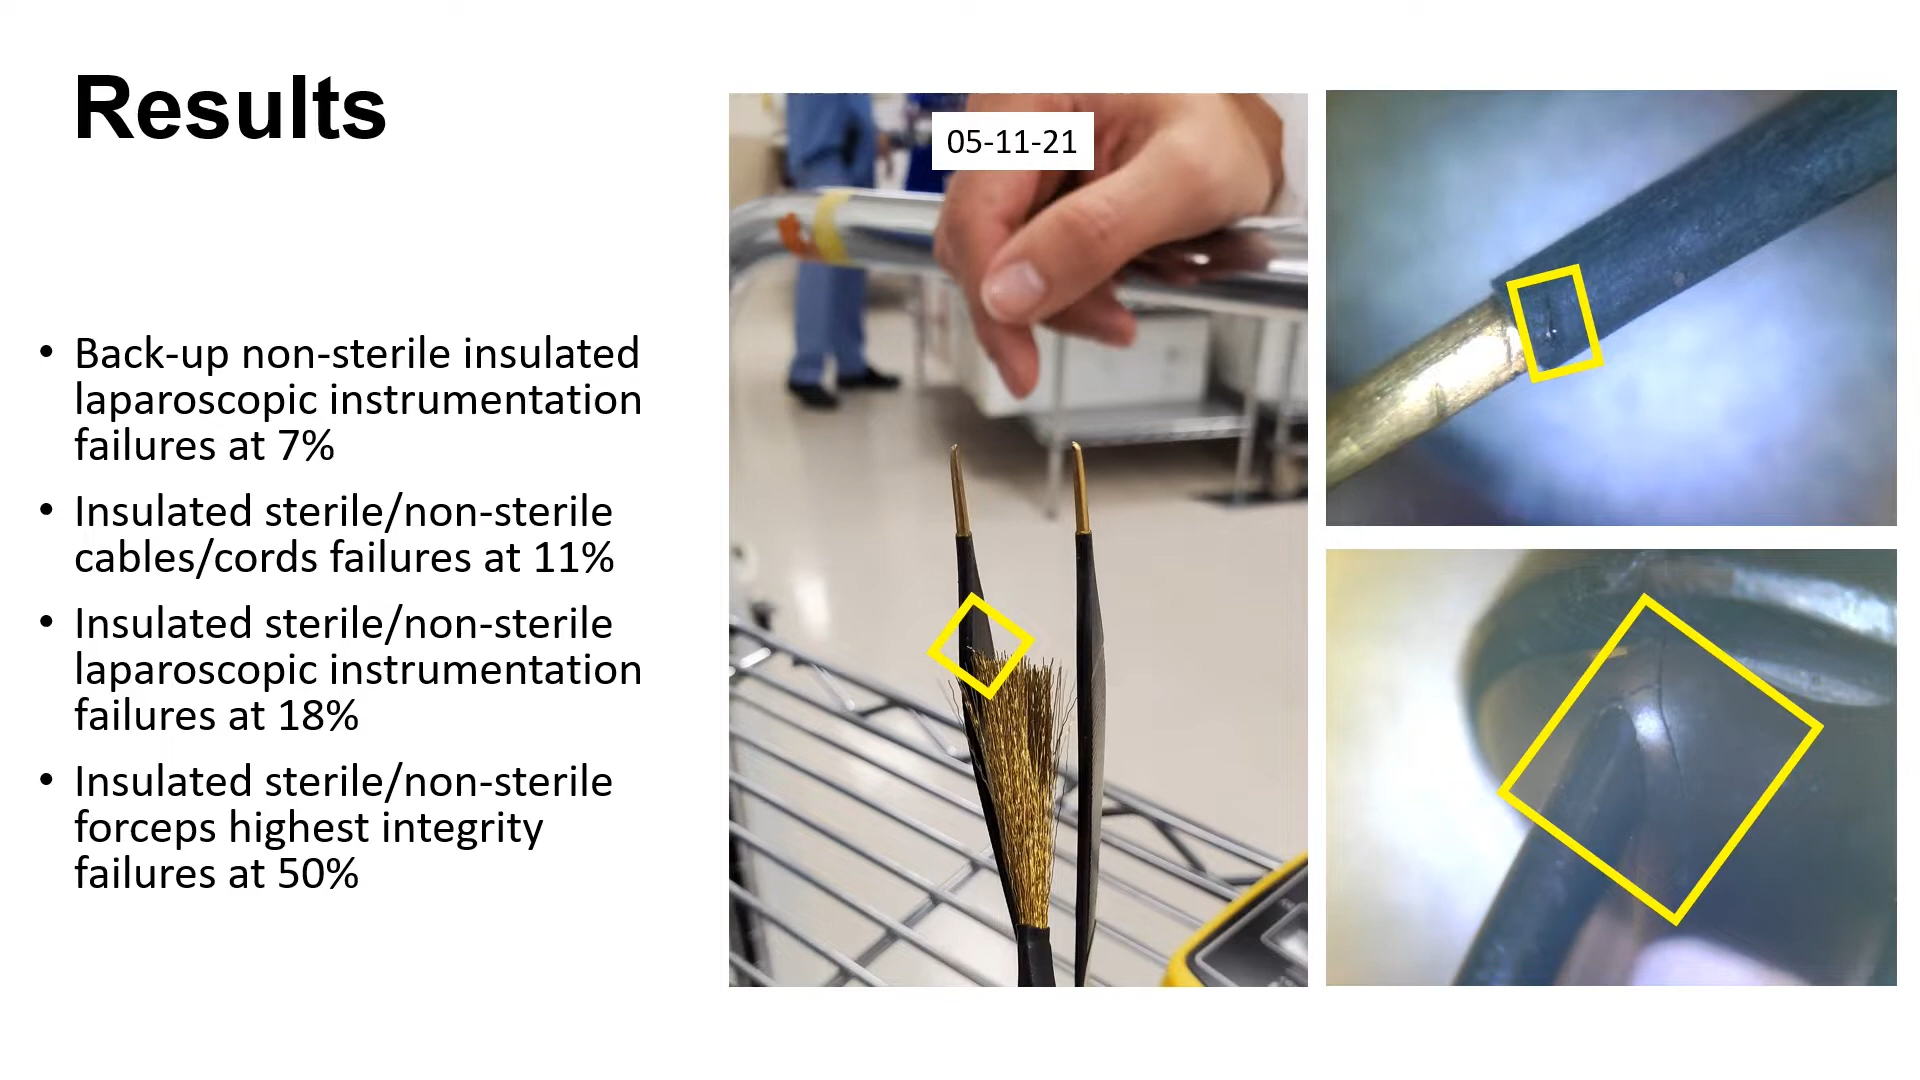 Results
• Back-up non-sterile insulated
laparoscopic instrumentation
failures at 7%
• Insulated sterile/non-sterile
cables/cords failures at 11%
• Insulated sterile/non-sterile
laparoscopic instrumentation
failures at 18%
• Insulated sterile/non-sterile
forceps highest integrity
failures at 50%
05-11-21